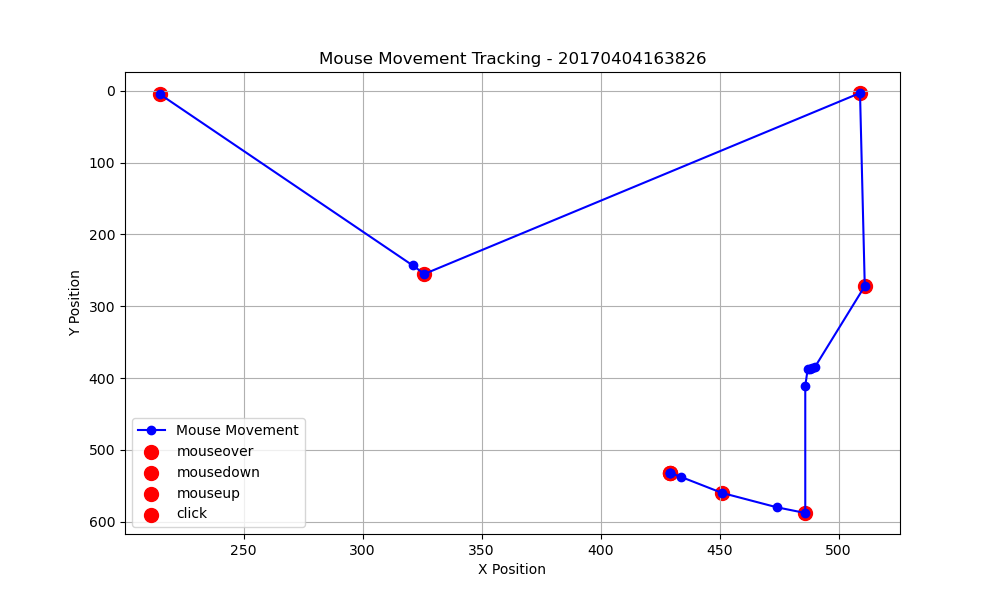 Mouse Movement Tracking - 20170404163826
0
100
200
300
400
500
600
Y Position
Mouse Movement
mouseover
mousedown
mouseup
click
250
300
350
400
450
500
X Position